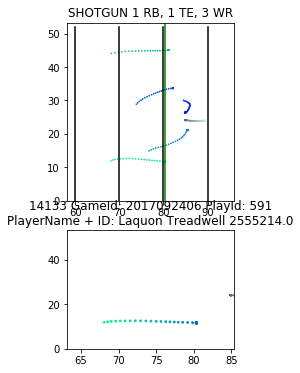 SHOTGUN 1 RB, 1 TE, 3 WR
50
40
30
20
10
0
60 70 80 90
14133 GameId: 2017092406 PlayId: 591
PlayerName + ID: Laquon Treadwell 2555214.0
40
20
0
65 70 75 80 85